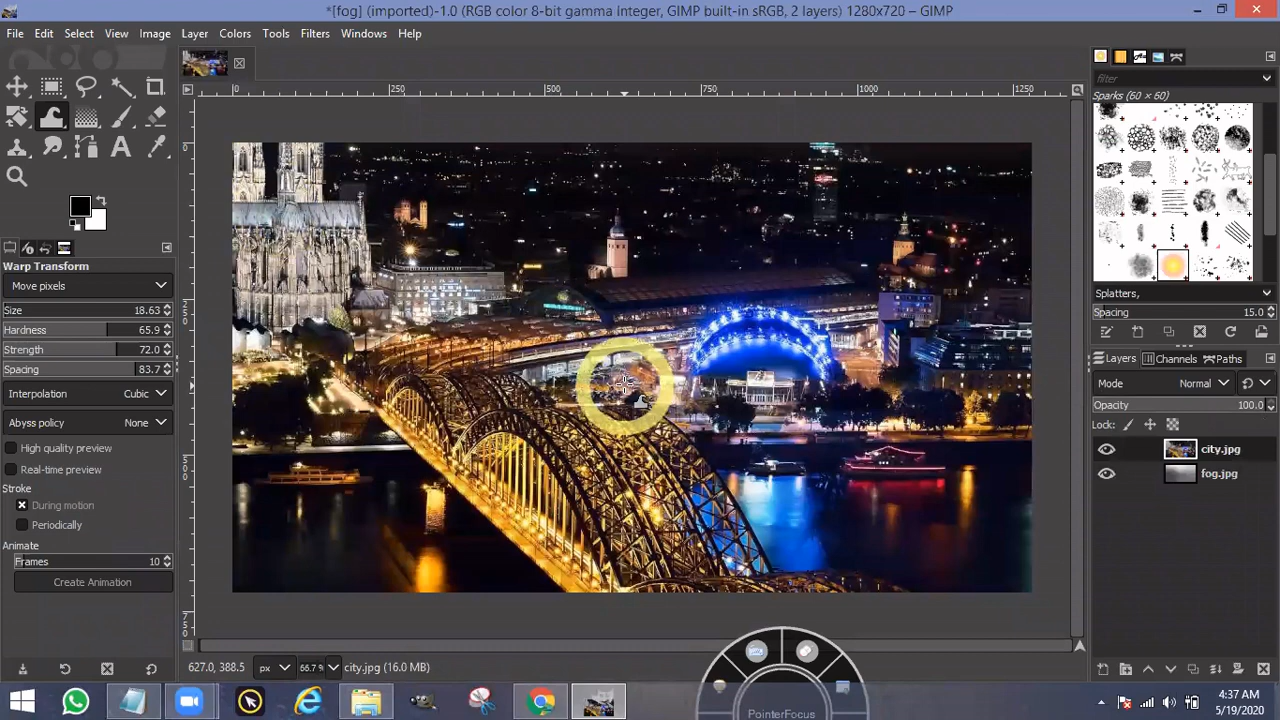 *[fog] (imported)-1.0 (RGB color 8-bit gamma integer, GIMP built-in sRGB, 2 layers) 1280x720 – GIMP
File Edit Select View Image Layer Colors Tools Filters Windows Help
0 250 500 750 1000 1250
filter
Sparks (60 × 60)
Warp Transform
Move pixels
Size 18.63
Hardness 65.9
Strength 72.0
Spacing 83.7
Interpolation Cubic
Abyss policy None
High quality preview
Real-time preview
Stroke
During motion
Periodically
Animate
Frames 10
Create Animation
0
250
500
750
Splatters,
Spacing 15.0
Layers Channels Paths
Mode Normal
Opacity 100.0
Lock:
city.jpg
fog.jpg
627.0, 388.5 px 66.7 % city.jpg (16.0 MB)
PointerFocus
4:37 AM
5/19/2020